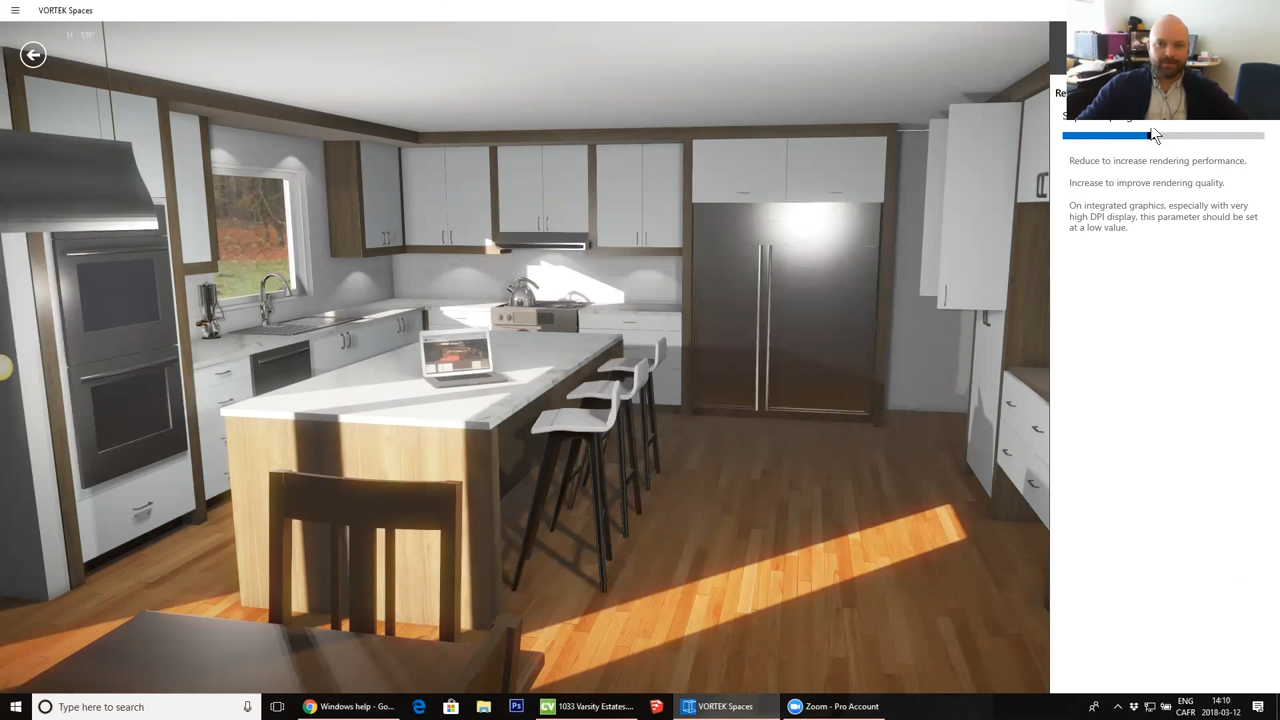 VORTEK Spaces
Reduce to increase rendering performance.
Increase to improve rendering quality.
On integrated graphics, especially with very
high DPI display, this parameter should be set
at a low value.
Type here to search
Windows help - Go...
Ps
CV
1033 Varsity Estates....
VORTEK Spaces
Zoom - Pro Account
ENG
CAFR
14:10
2018-03-12